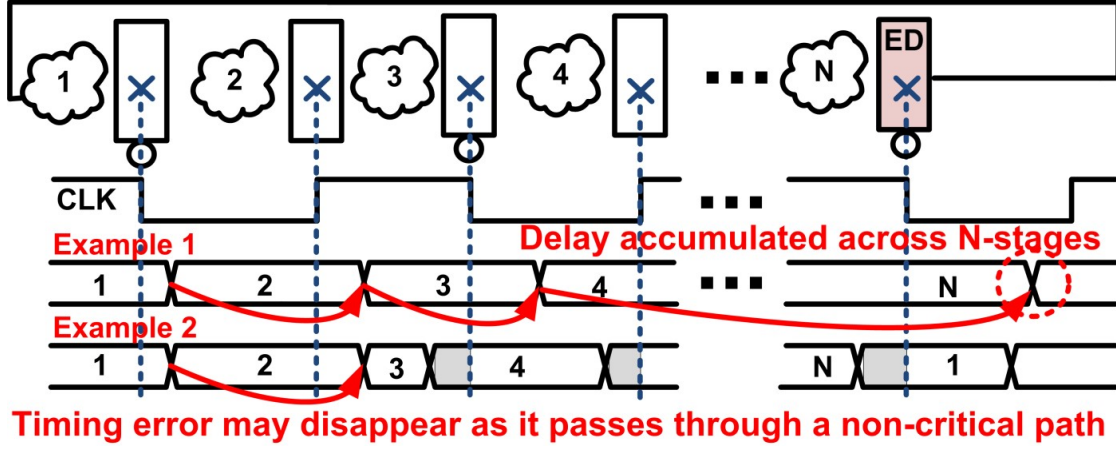 1 2 3 4 N ED
CLK
Example 1
Delay accumulated across N-stages
1 2 3 4 N
Example 2
1 2 3 4 N 1
Timing error may disappear as it passes through a non-critical path